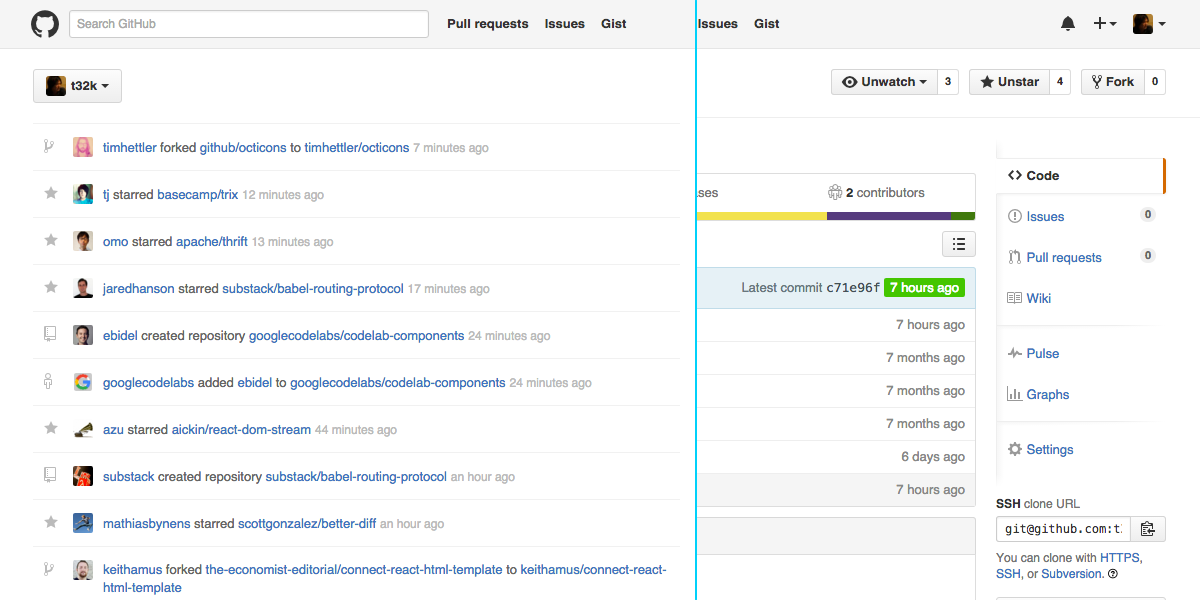 Search GitHub
Pull requests Issues Gist
t32k
timhettler forked github/octicons to timhettler/octicons 7 minutes ago
tj starred basecamp/trix 12 minutes ago
omo starred apache/thrift 13 minutes ago
jaredhanson starred substack/babel-routing-protocol 17 minutes ago
ebidel created repository googlecodelabs/codelab-components 24 minutes ago
googlecodelabs added ebidel to googlecodelabs/codelab-components 24 minutes ago
azu starred aickin/react-dom-stream 44 minutes ago
substack created repository substack/babel-routing-protocol an hour ago
mathiasbynens starred scottgonzalez/better-diff an hour ago
keithamus forked the-economist-editorial/connect-react-html-template to keithamus/connect-react-
html-template
Issues Gist
Unwatch 3 Unstar 4 Fork 0
ses 2 contributors
Latest commit c71e96f 7 hours ago
7 hours ago
7 months ago
7 months ago
7 months ago
6 days ago
7 hours ago
Code
Issues 0
Pull requests 0
Wiki
Pulse
Graphs
Settings
SSH clone URL
git@github.com:t
You can clone with HTTPS,
SSH, or Subversion.